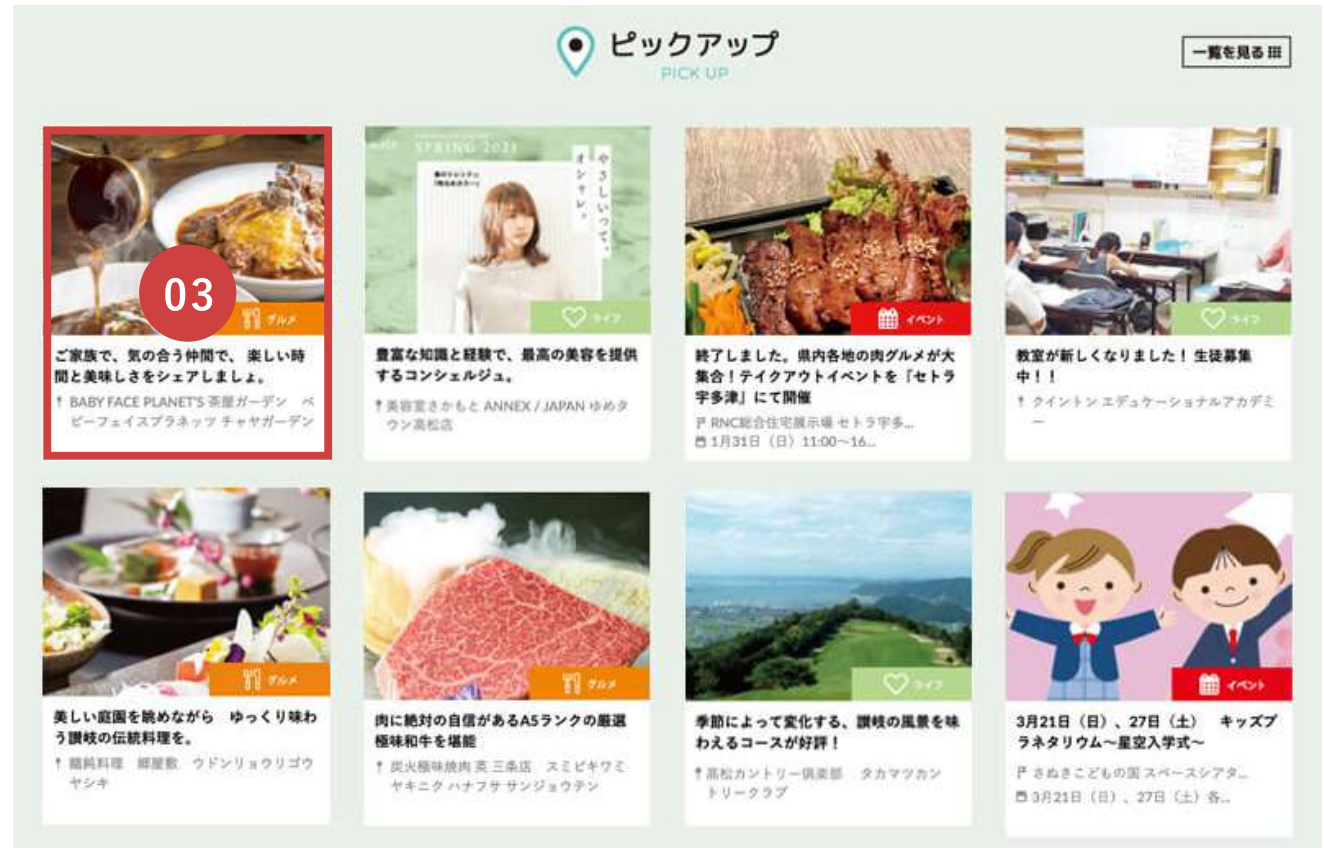 ピックアップ
PICK UP
一覧を見る
03
グルメ
ご家族で、気の合う仲間で、 楽しい時
間と美味しさをシェアしましょ。
BABY FACE PLANET'S 茶屋ガーデン ベ
ビーフェイスプラネッツ チャヤガーデン
SPRING 2021
やさしいって、
オシャレ。
ライフ
豊富な知識と経験で、最高の美容を提供
するコンシェルジュ。
美容室さかもと ANNEX / JAPAN ゆめタ
ウン高松店
イベント
終了しました。県内各地の肉グルメが大
集合！テイクアウトイベントを『セトラ
宇多津』にて開催
RNC総合住宅展示場 セトラ宇多...
1月31日（日）11:00〜16...
ライフ
教室が新しくなりました！ 生徒募集
中！！
クイントン エデュケーショナルアカデミ
ー
グルメ
美しい庭園を眺めながら ゆっくり味わ
う讃岐の伝統料理を。
饂飩料理 郷屋敷 ウドンリョウリゴウ
ヤシキ
グルメ
肉に絶対の自信があるA5ランクの厳選
極味和牛を堪能
炭火極味焼肉 英 三条店 スミビキワミ
ヤキニク ハナフサ サンジョウテン
ライフ
季節によって変化する、讃岐の風景を味
わえるコースが好評！
高松カントリー倶楽部 タカマツカン
トリークラブ
イベント
3月21日（日）、27日（土） キッズプ
ラネタリウム〜星空入学式〜
さぬきこどもの国 スペースシアタ...
3月21日（日）、27日（土）各...